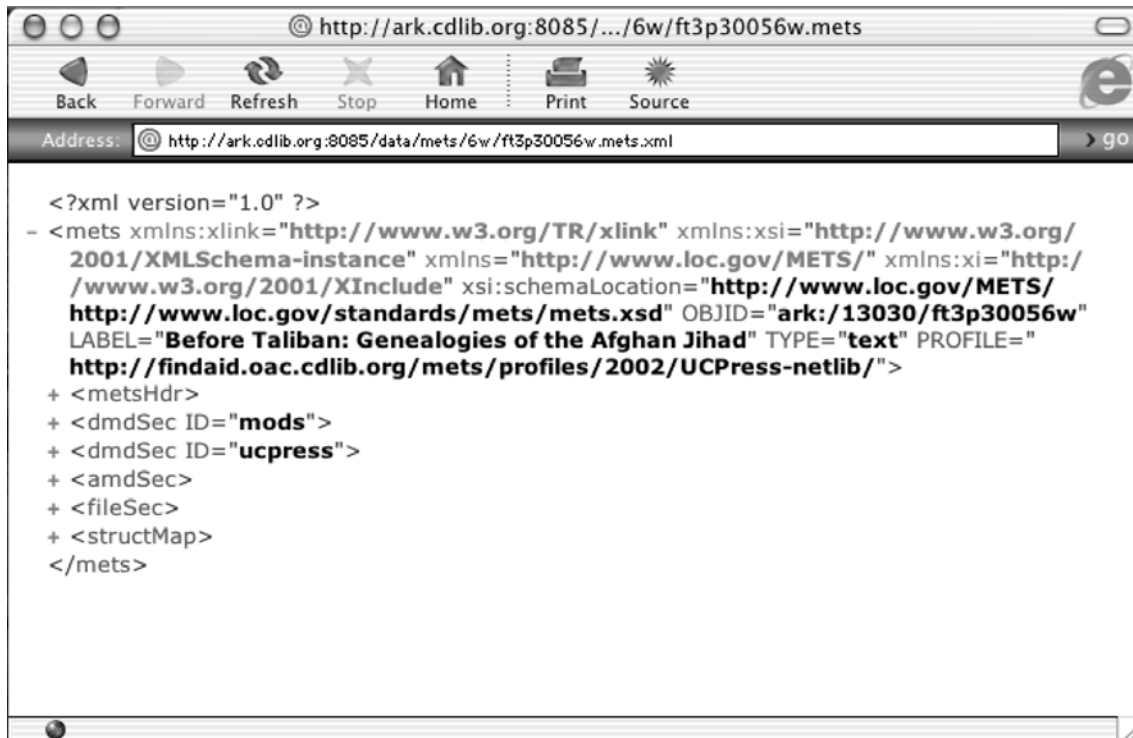 http://ark.cdlib.org:8085/.../6w/ft3p30056w.mets
Back Forward Refresh Stop Home Print Source
Address: http://ark.cdlib.org:8085/data/mets/6w/ft3p30056w.mets.xml go
<?xml version="1.0" ?>
- <mets xmlns:xlink="http://www.w3.org/TR/xlink" xmlns:xsi="http://www.w3.org/
2001/XMLSchema-instance" xmlns="http://www.loc.gov/METS/" xmlns:xi="http:/
/www.w3.org/2001/XInclude" xsi:schemaLocation="http://www.loc.gov/METS/
http://www.loc.gov/standards/mets/mets.xsd" OBJID="ark:/13030/ft3p30056w"
LABEL="Before Taliban: Genealogies of the Afghan Jihad" TYPE="text" PROFILE="
http://findaid.oac.cdlib.org/mets/profiles/2002/UCPress-netlib/">
+ <metsHdr>
+ <dmdSec ID="mods">
+ <dmdSec ID="ucpress">
+ <amdSec>
+ <fileSec>
+ <structMap>
</mets>